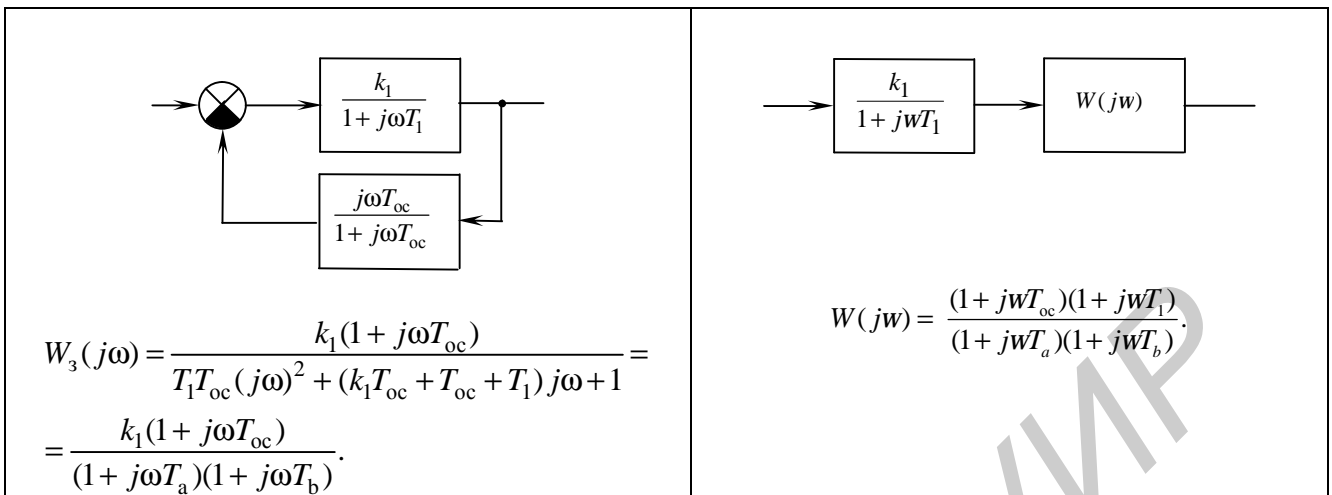 k₁ / (1 + jωT₁)
jωT_oc / (1 + jωT_oc)
W_з(jω) = k₁(1 + jωT_oc) / (T₁T_oc(jω)² + (k₁T_oc + T_oc + T₁)jω + 1) =
= k₁(1 + jωT_oc) / ((1 + jωT_a)(1 + jωT_b)).
k₁ / (1 + jwT₁)
W(jw)
W(jw) = (1 + jwT_oc)(1 + jwT₁) / ((1 + jwT_a)(1 + jwT_b)).